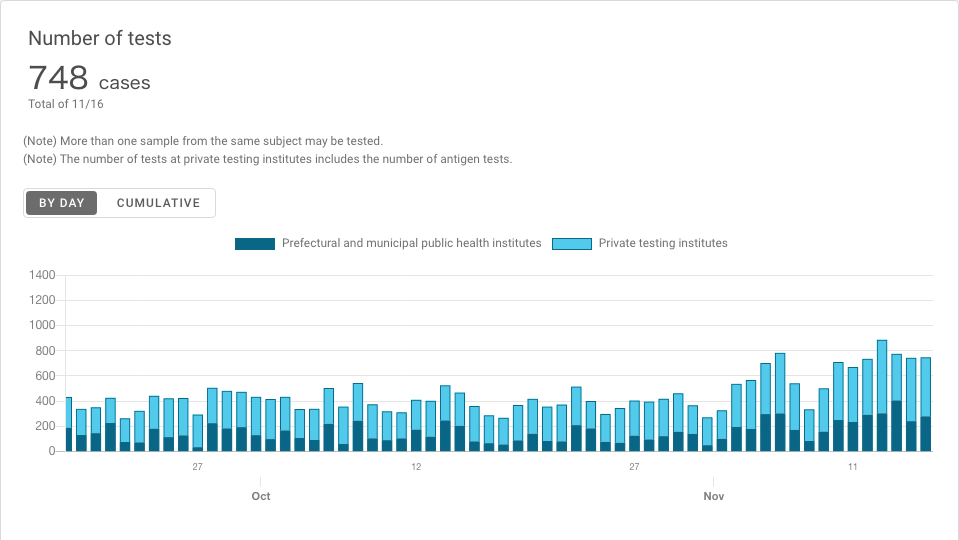 Number of tests
748 cases
Total of 11/16
(Note) More than one sample from the same subject may be tested.
(Note) The number of tests at private testing institutes includes the number of antigen tests.
BY DAY CUMULATIVE
Prefectural and municipal public health institutes Private testing institutes
1400
1200
1000
800
600
400
200
0
27 12 27 11
Oct Nov